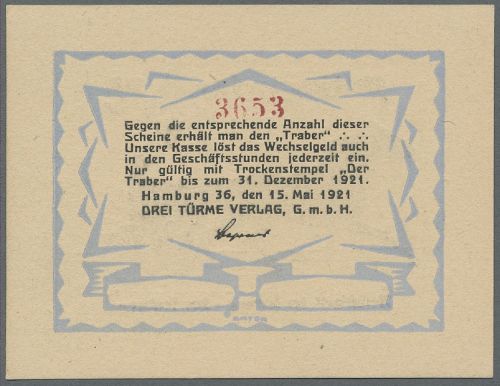 3653
Gegen die entsprechende Anzahl dieser
Scheine erhält man den „Traber“ ∴ ∴
Unsere Kasse löst das Wechselgeld auch
in den Geschäftsstunden jederzeit ein.
Nur gültig mit Trockenstempel „Der
Traber“ bis zum 31. Dezember 1921.
Hamburg 36, den 15. Mai 1921
DREI TÜRME VERLAG, G. m. b. H.